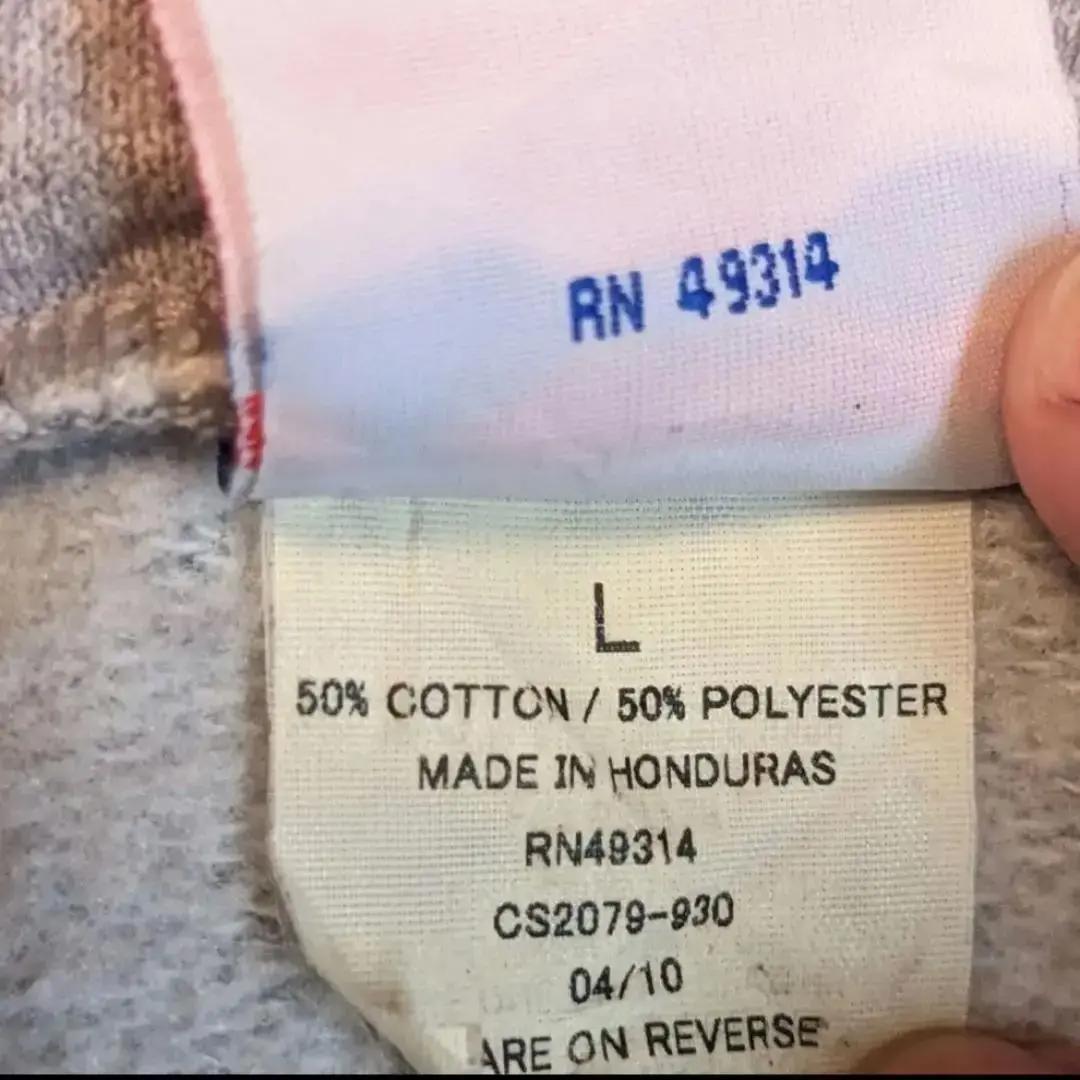 RN 49314
L
50% COTTON / 50% POLYESTER
MADE IN HONDURAS
RN49314
CS2079-930
04/10
ARE ON REVERSE